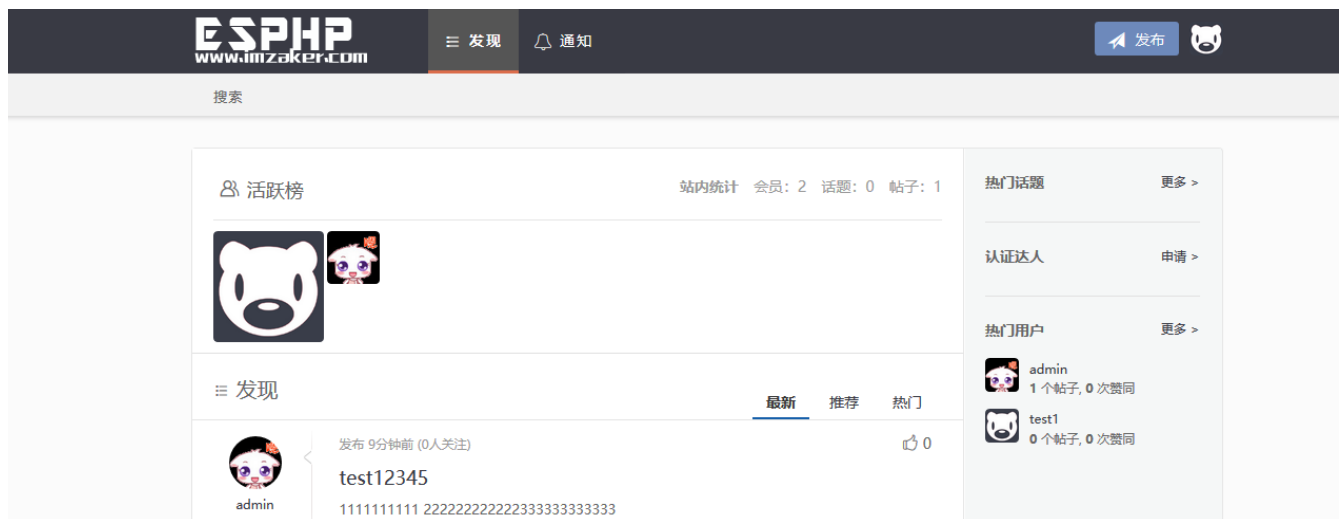 ESPHP
www.imzaker.com
发现 通知 发布
搜索
活跃榜 站内统计 会员：2 话题：0 帖子：1
发现
最新 推荐 热门
发布 9分钟前 (0人关注) 0
test12345
admin
1111111111 222222222222333333333333
热门话题 更多 >
认证达人 申请 >
热门用户 更多 >
admin
1 个帖子, 0 次赞同
test1
0 个帖子, 0 次赞同